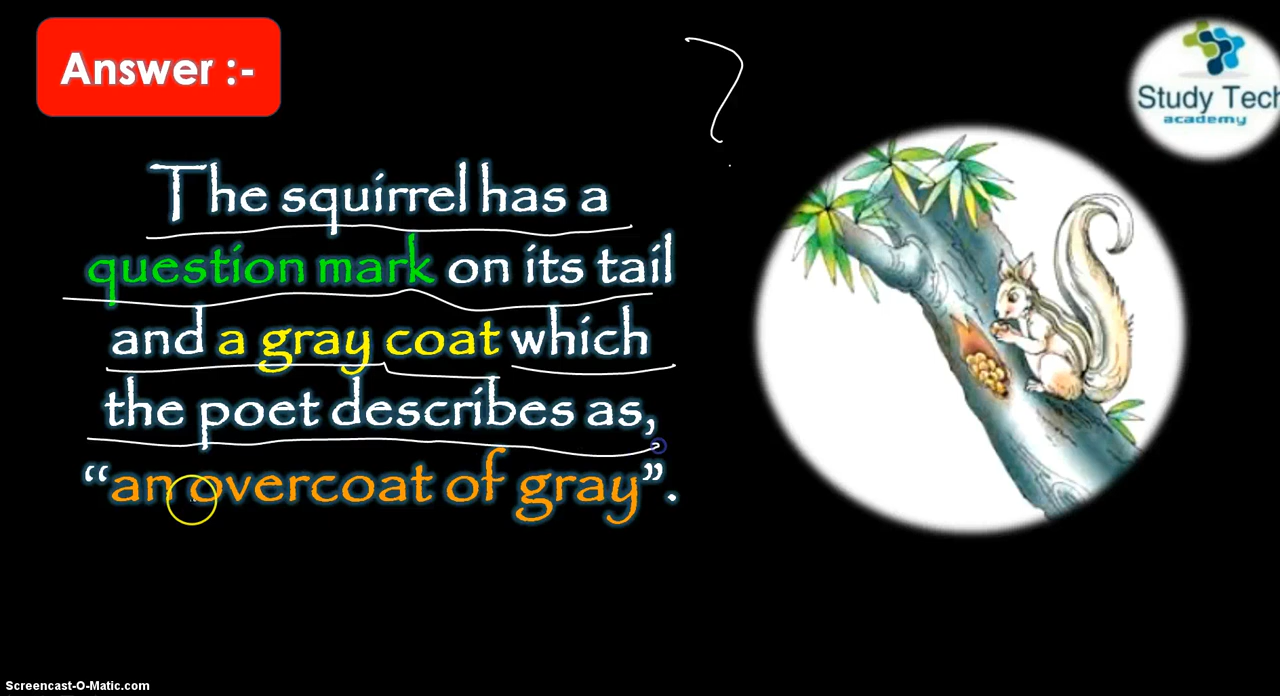 Answer :-
Study Tech
academy
The squirrel has a
question mark on its tail
and a gray coat which
the poet describes as,
“an overcoat of gray”.
?
Screencast-O-Matic.com